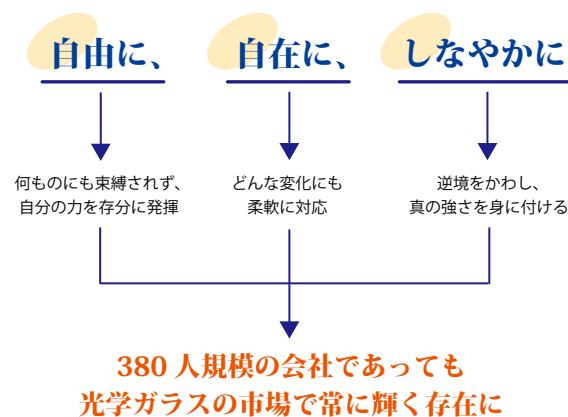 自由に、
自在に、
しなやかに
何ものにも束縛されず、
自分の力を存分に発揮
どんな変化にも
柔軟に対応
逆境をかわし、
真の強さを身に付ける
380 人規模の会社であっても
光学ガラスの市場で常に輝く存在に